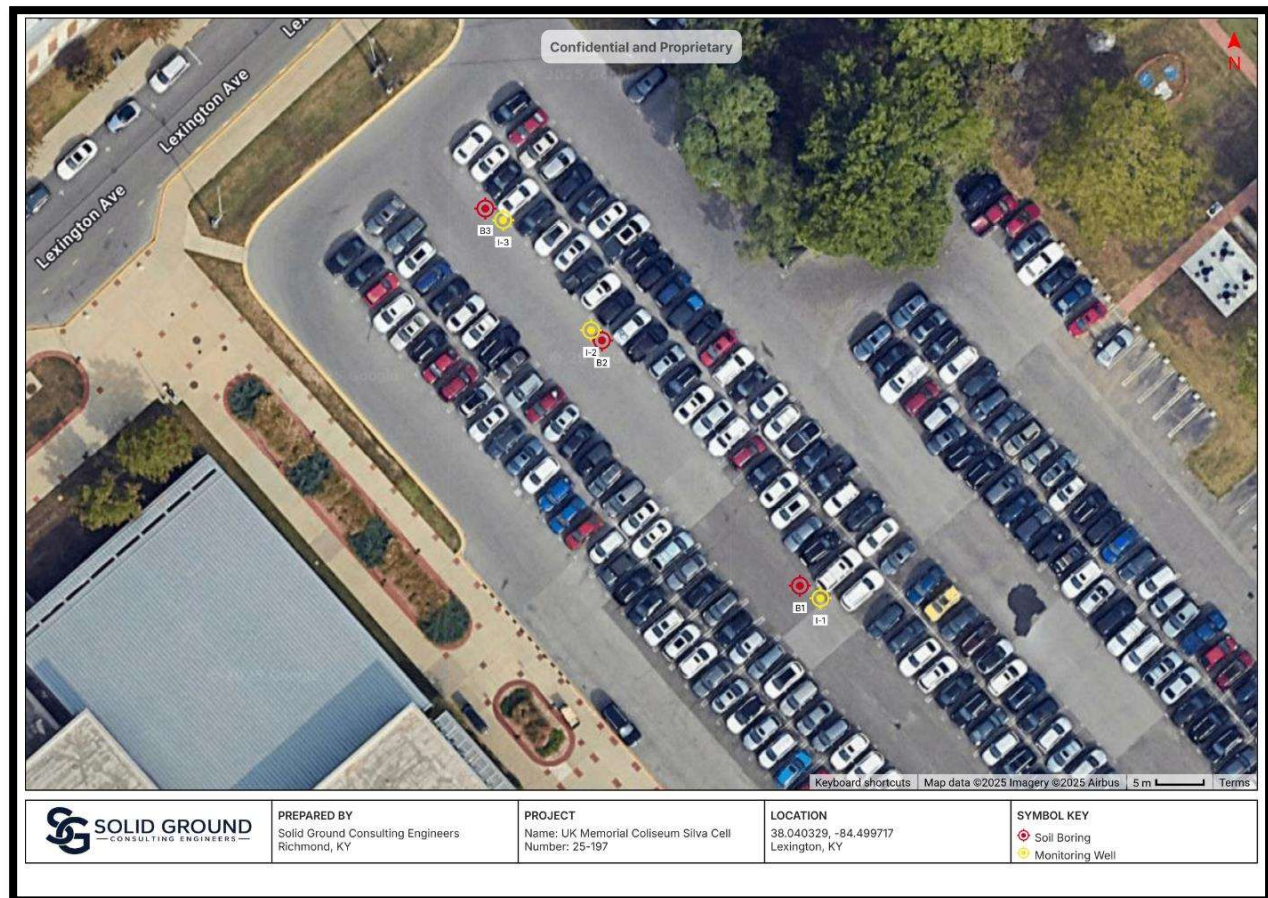 Confidential and Proprietary
N
Lexington Ave
Lexington Ave
B3
I-3
I-2
B2
B1
I-1
Keyboard shortcuts
Map data ©2025 Imagery ©2025 Airbus
5 m
Terms
SG
SOLID GROUND
CONSULTING ENGINEERS
PREPARED BY
Solid Ground Consulting Engineers
Richmond, KY
PROJECT
Name: UK Memorial Coliseum Silva Cell
Number: 25-197
LOCATION
38.040329, -84.499717
Lexington, KY
SYMBOL KEY
Soil Boring
Monitoring Well